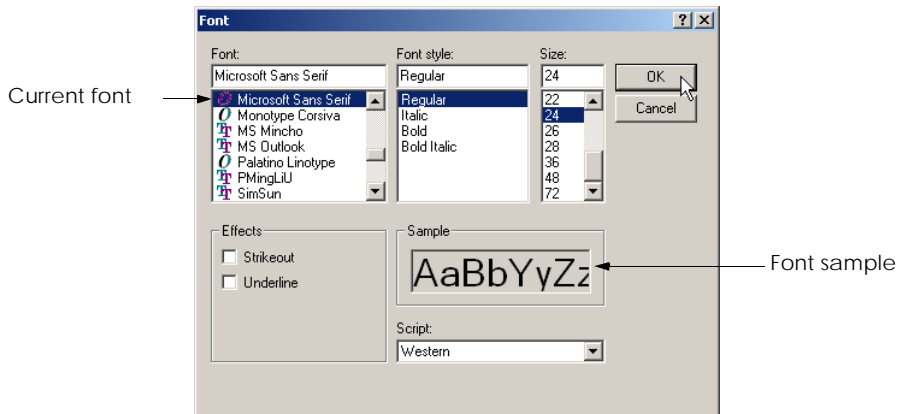 Font
Font: Font style: Size:
Microsoft Sans Serif Regular 24 OK
Current font Microsoft Sans Serif Regular 22 Cancel
Monotype Corsiva Italic 24
MS Mincho Bold 26
MS Outlook Bold Italic 28
Palatino Linotype 36
PMingLiU 48
SimSun 72
Effects Sample
Strikeout
Underline AaBbYyZz Font sample
Script:
Western